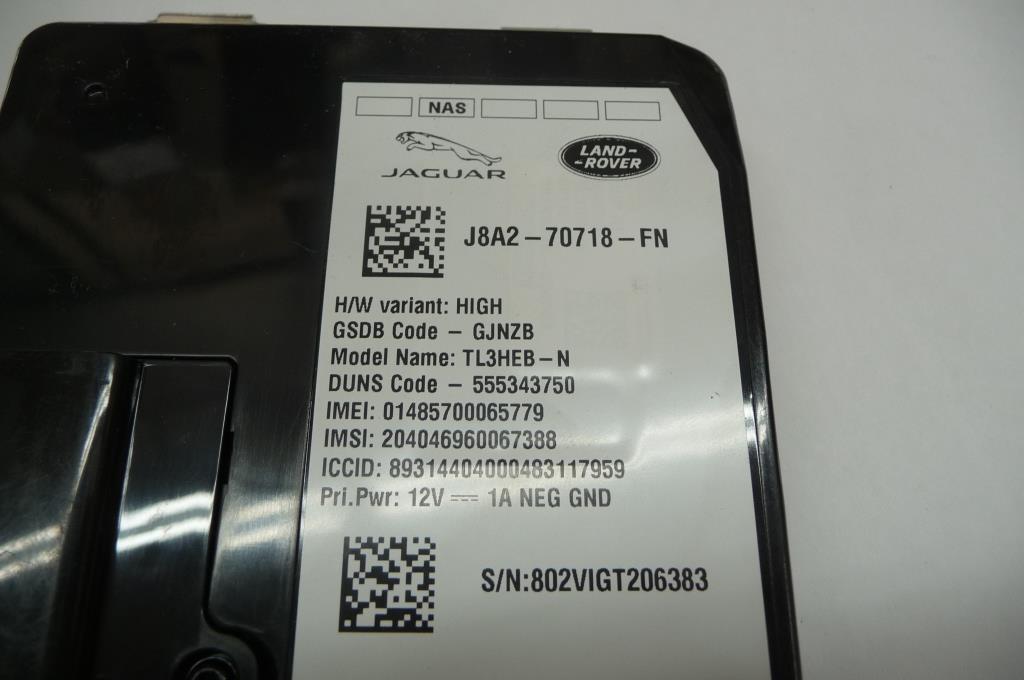 NAS
JAGUAR
LAND-
-ROVER
J8A2-70718-FN
H/W variant: HIGH
GSDB Code - GJNZB
Model Name: TL3HEB-N
DUNS Code - 555343750
IMEI: 01485700065779
IMSI: 204046960067388
ICCID: 89314404000483117959
Pri.Pwr: 12V ⎓ 1A NEG GND
S/N:802VIGT206383